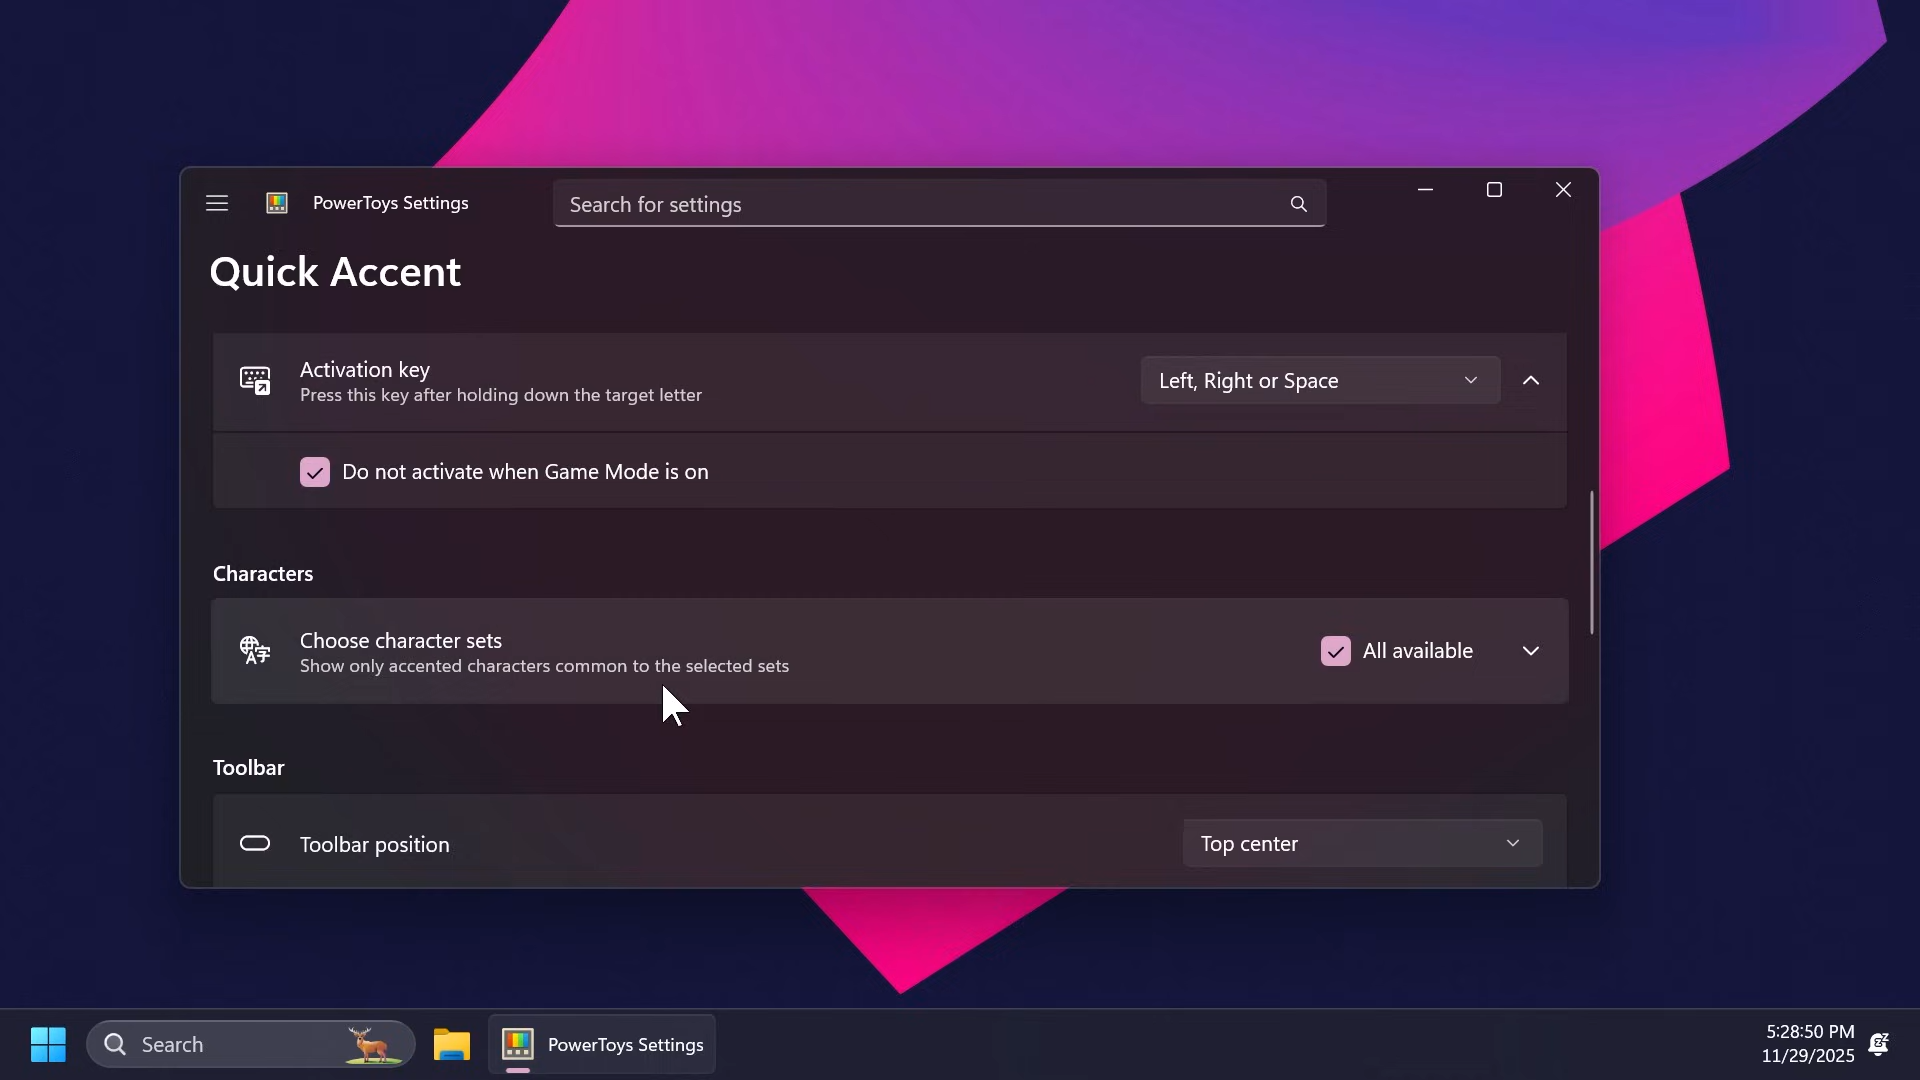 PowerToys Settings
Search for settings
Quick Accent
Activation key
Press this key after holding down the target letter
Left, Right or Space
Do not activate when Game Mode is on
Characters
Choose character sets
Show only accented characters common to the selected sets
All available
Toolbar
Toolbar position
Top center
Search
PowerToys Settings
5:28:50 PM
11/29/2025